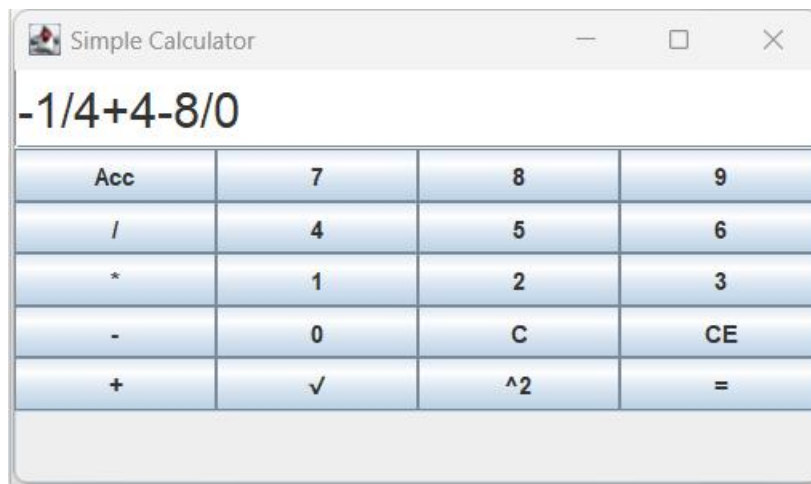 Simple Calculator
-1/4+4-8/0
Acc 7 8 9
/ 4 5 6
* 1 2 3
- 0 C CE
+ √ ^2 =